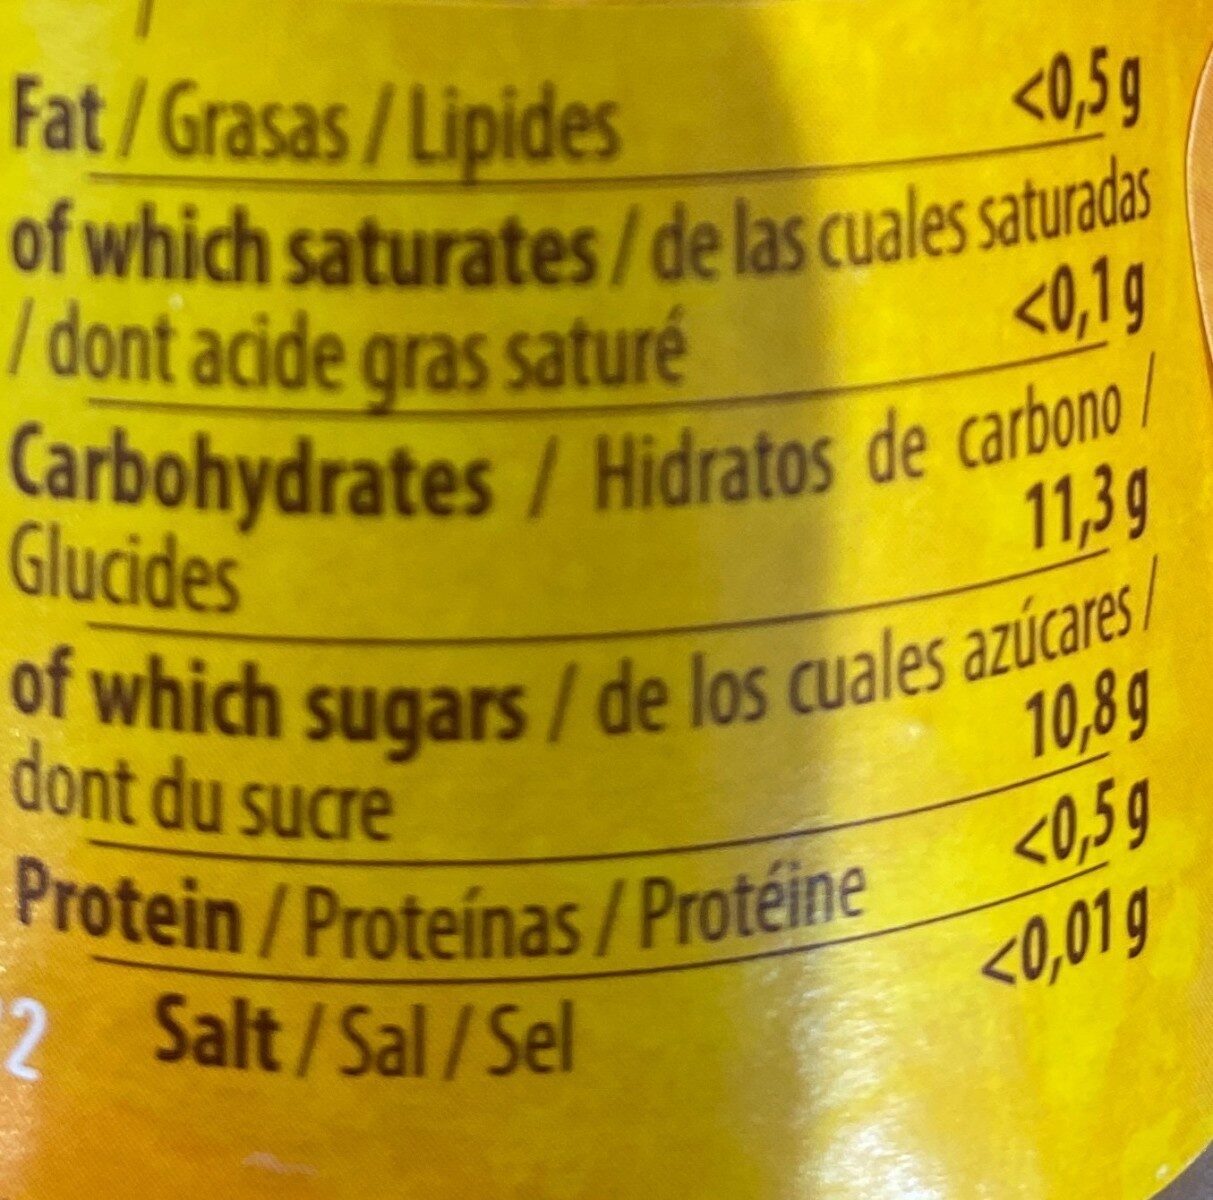 Fat / Grasas / Lipides <0,5 g
of which saturates / de las cuales saturadas
/ dont acide gras saturé <0,1 g
Carbohydrates / Hidratos de carbono /
Glucides 11,3 g
of which sugars / de los cuales azúcares /
dont du sucre 10,8 g
Protein / Proteínas / Protéine <0,5 g
Salt / Sal / Sel <0,01 g
2